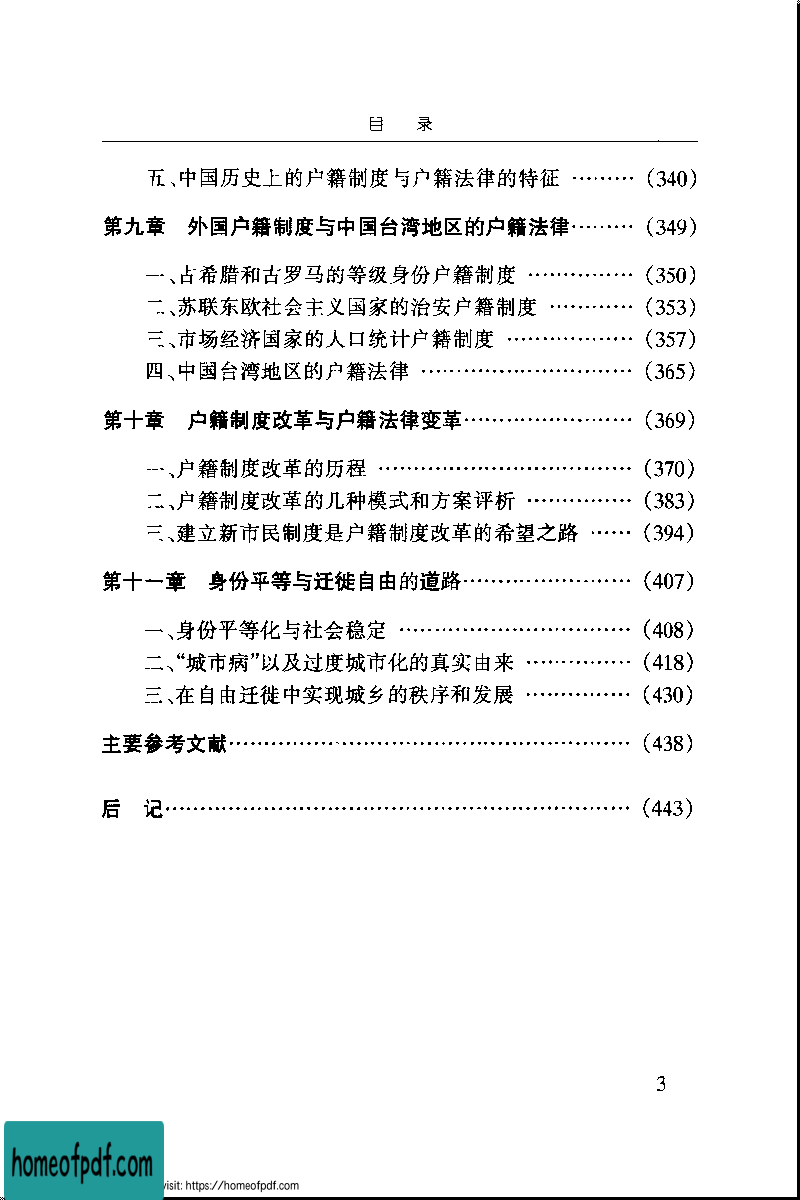 目 录
五、中国历史上的户籍制度与户籍法律的特征 ……… (340)
第九章 外国户籍制度与中国台湾地区的户籍法律……… (349)
一、古希腊和古罗马的等级身份户籍制度 …………… (350)
二、苏联东欧社会主义国家的治安户籍制度 ………… (353)
三、市场经济国家的人口统计户籍制度 ……………… (357)
四、中国台湾地区的户籍法律 ………………………… (365)
第十章 户籍制度改革与户籍法律变革…………………… (369)
一、户籍制度改革的历程 ……………………………… (370)
二、户籍制度改革的几种模式和方案评析 …………… (383)
三、建立新市民制度是户籍制度改革的希望之路 …… (394)
第十一章 身份平等与迁徙自由的道路…………………… (407)
一、身份平等化与社会稳定 …………………………… (408)
二、“城市病”以及过度城市化的真实由来 …………… (418)
三、在自由迁徙中实现城乡的秩序和发展 …………… (430)
主要参考文献………………………………………………… (438)
后 记………………………………………………………… (443)
3
homeofpdf.com
visit: https://homeofpdf.com